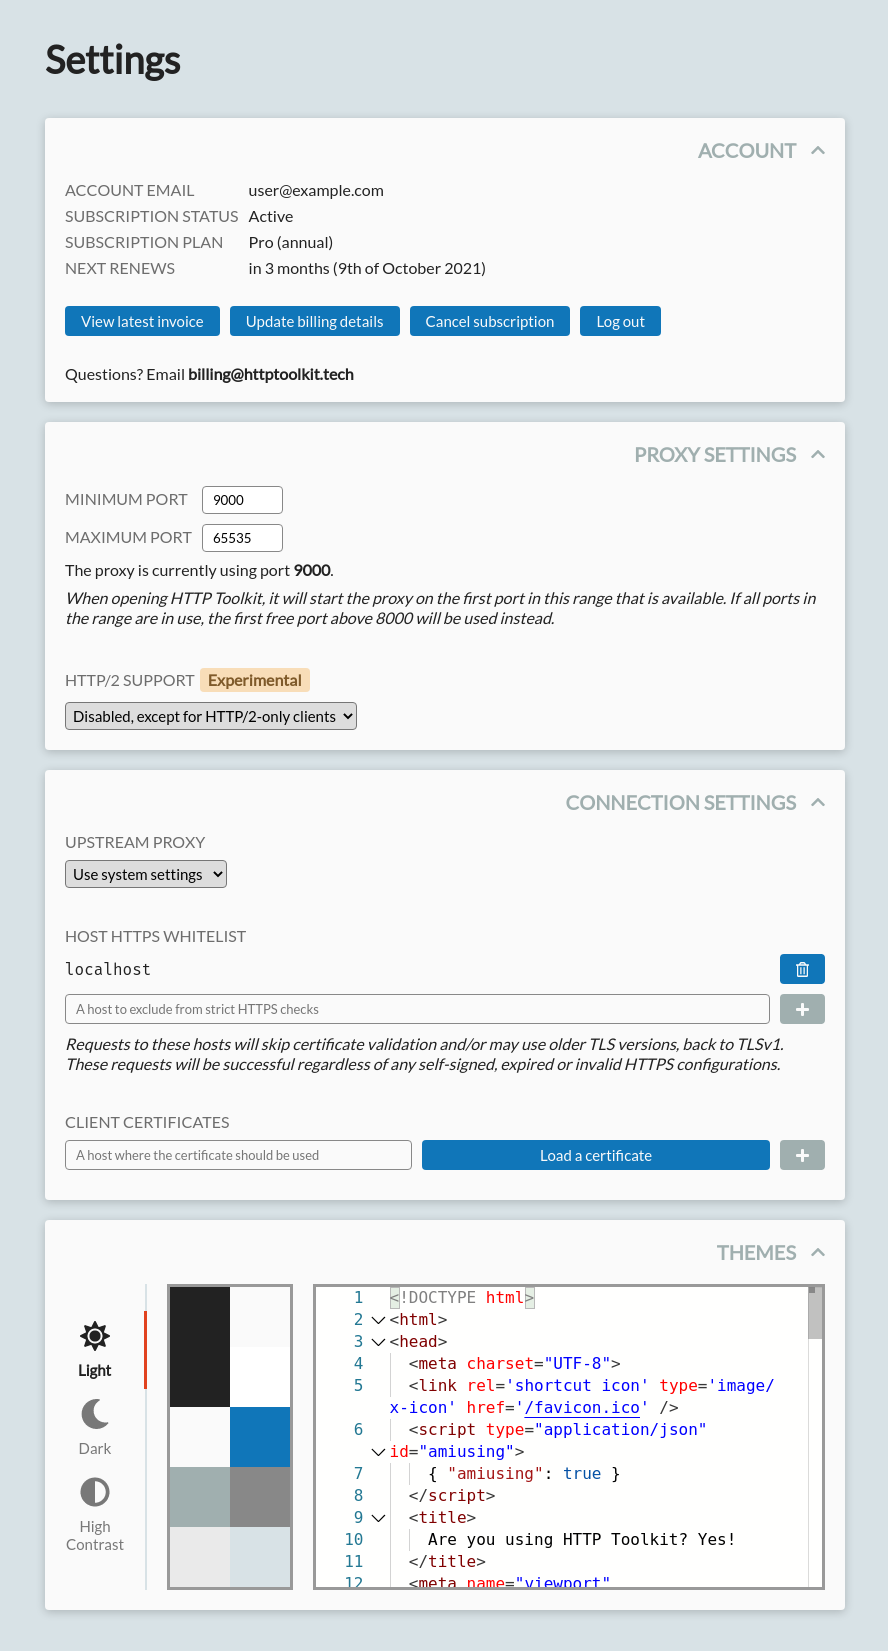 Settings
ACCOUNT
ACCOUNT EMAIL user@example.com
SUBSCRIPTION STATUS Active
SUBSCRIPTION PLAN Pro (annual)
NEXT RENEWS in 3 months (9th of October 2021)
View latest invoice Update billing details Cancel subscription Log out
Questions? Email billing@httptoolkit.tech
PROXY SETTINGS
MINIMUM PORT 9000
MAXIMUM PORT 65535
The proxy is currently using port 9000.
When opening HTTP Toolkit, it will start the proxy on the first port in this range that is available. If all ports in
the range are in use, the first free port above 8000 will be used instead.
HTTP/2 SUPPORT Experimental
Disabled, except for HTTP/2-only clients
CONNECTION SETTINGS
UPSTREAM PROXY
Use system settings
HOST HTTPS WHITELIST
localhost
A host to exclude from strict HTTPS checks
Requests to these hosts will skip certificate validation and/or may use older TLS versions, back to TLSv1.
These requests will be successful regardless of any self-signed, expired or invalid HTTPS configurations.
CLIENT CERTIFICATES
A host where the certificate should be used Load a certificate
THEMES
Light
Dark
High
Contrast
1 <!DOCTYPE html>
2 <html>
3 <head>
4 <meta charset="UTF-8">
5 <link rel='shortcut icon' type='image/
x-icon' href='/favicon.ico' />
6 <script type="application/json"
id="amiusing">
7 { "amiusing": true }
8 </script>
9 <title>
10 Are you using HTTP Toolkit? Yes!
11 </title>
12 <meta name="viewport"